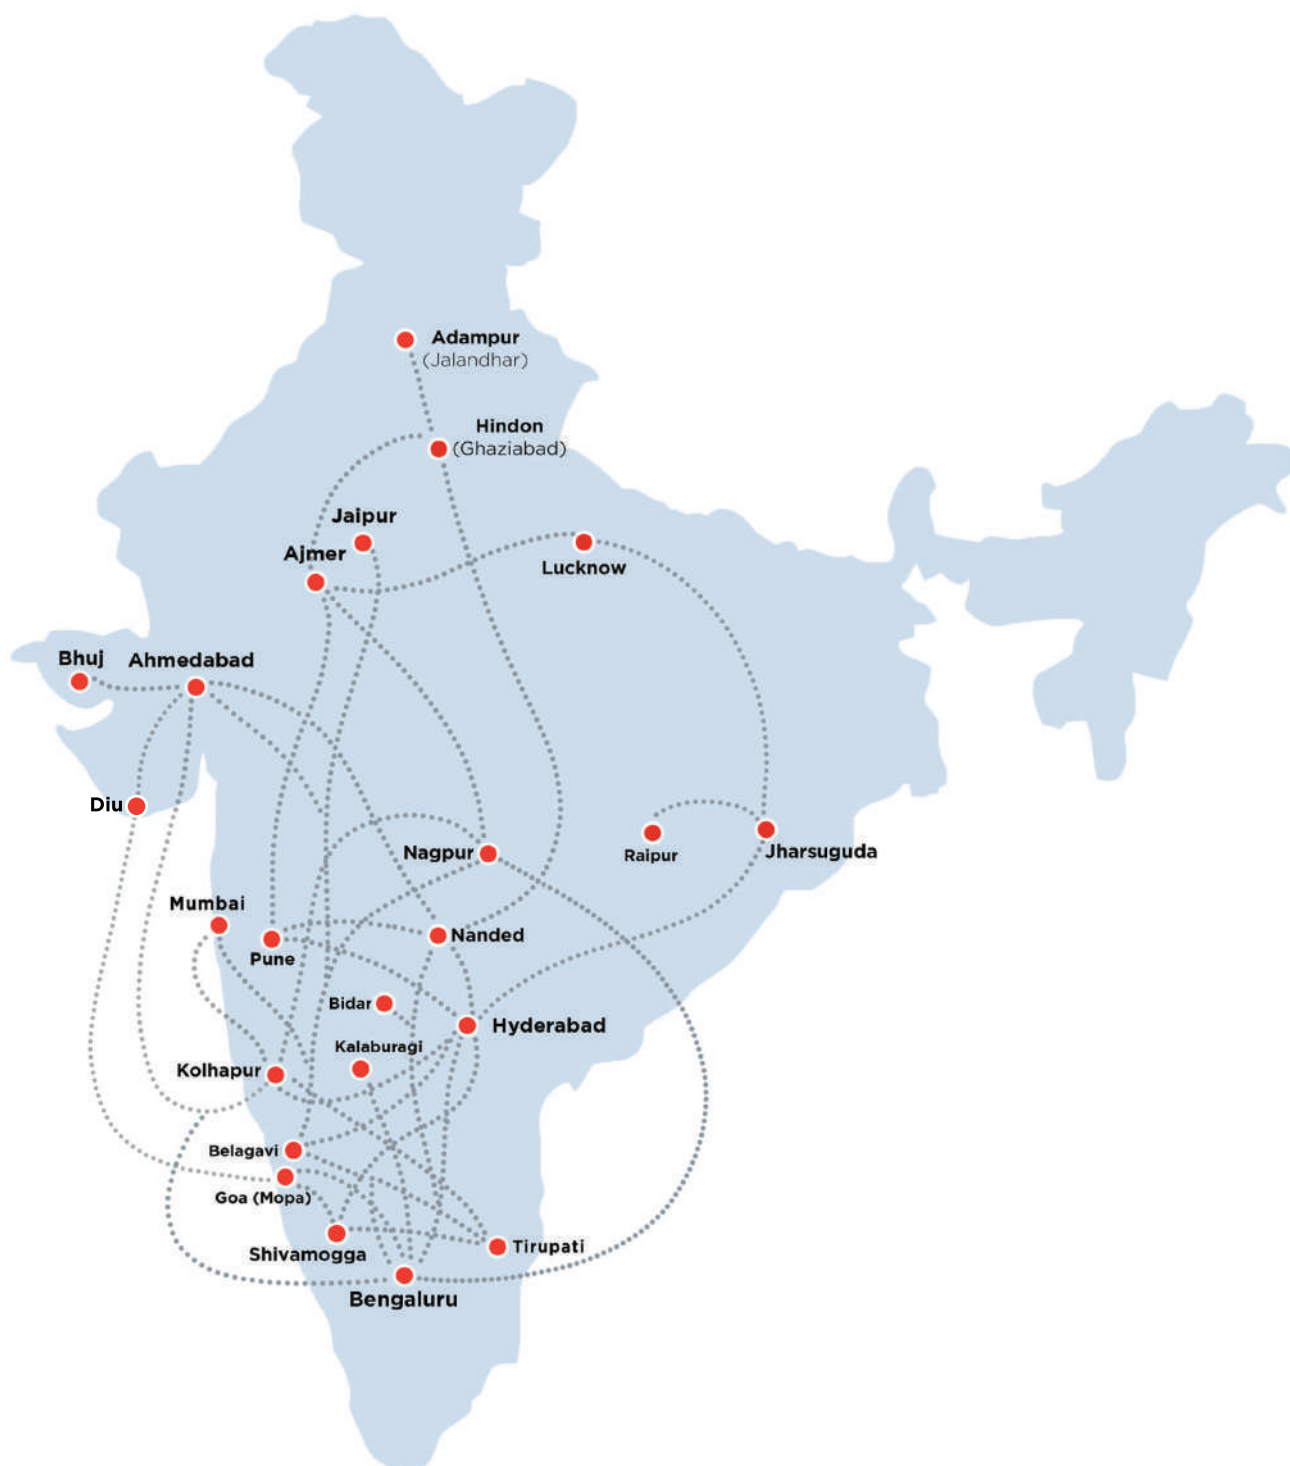 Adampur
(Jalandhar)
Hindon
(Ghaziabad)
Jaipur
Ajmer
Lucknow
Bhuj
Ahmedabad
Diu
Nagpur
Raipur
Jharsuguda
Mumbai
Pune
Nanded
Bidar
Hyderabad
Kalaburagi
Kolhapur
Belagavi
Goa (Mopa)
Shivamogga
Tirupati
Bengaluru